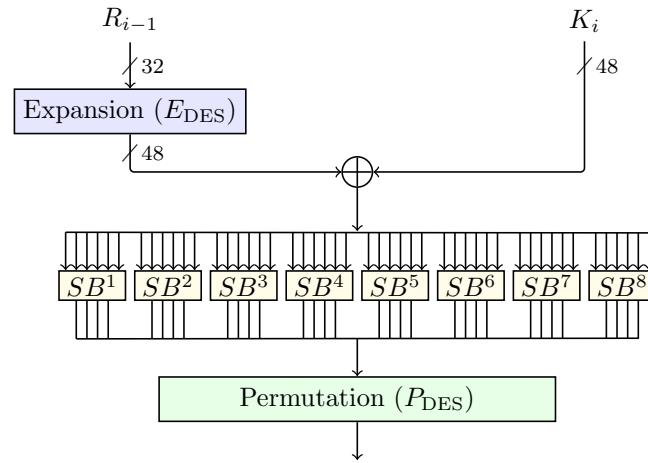 R_{i−1} K_i
32 48
Expansion (E_DES)
48
SB^1 SB^2 SB^3 SB^4 SB^5 SB^6 SB^7 SB^8
Permutation (P_DES)